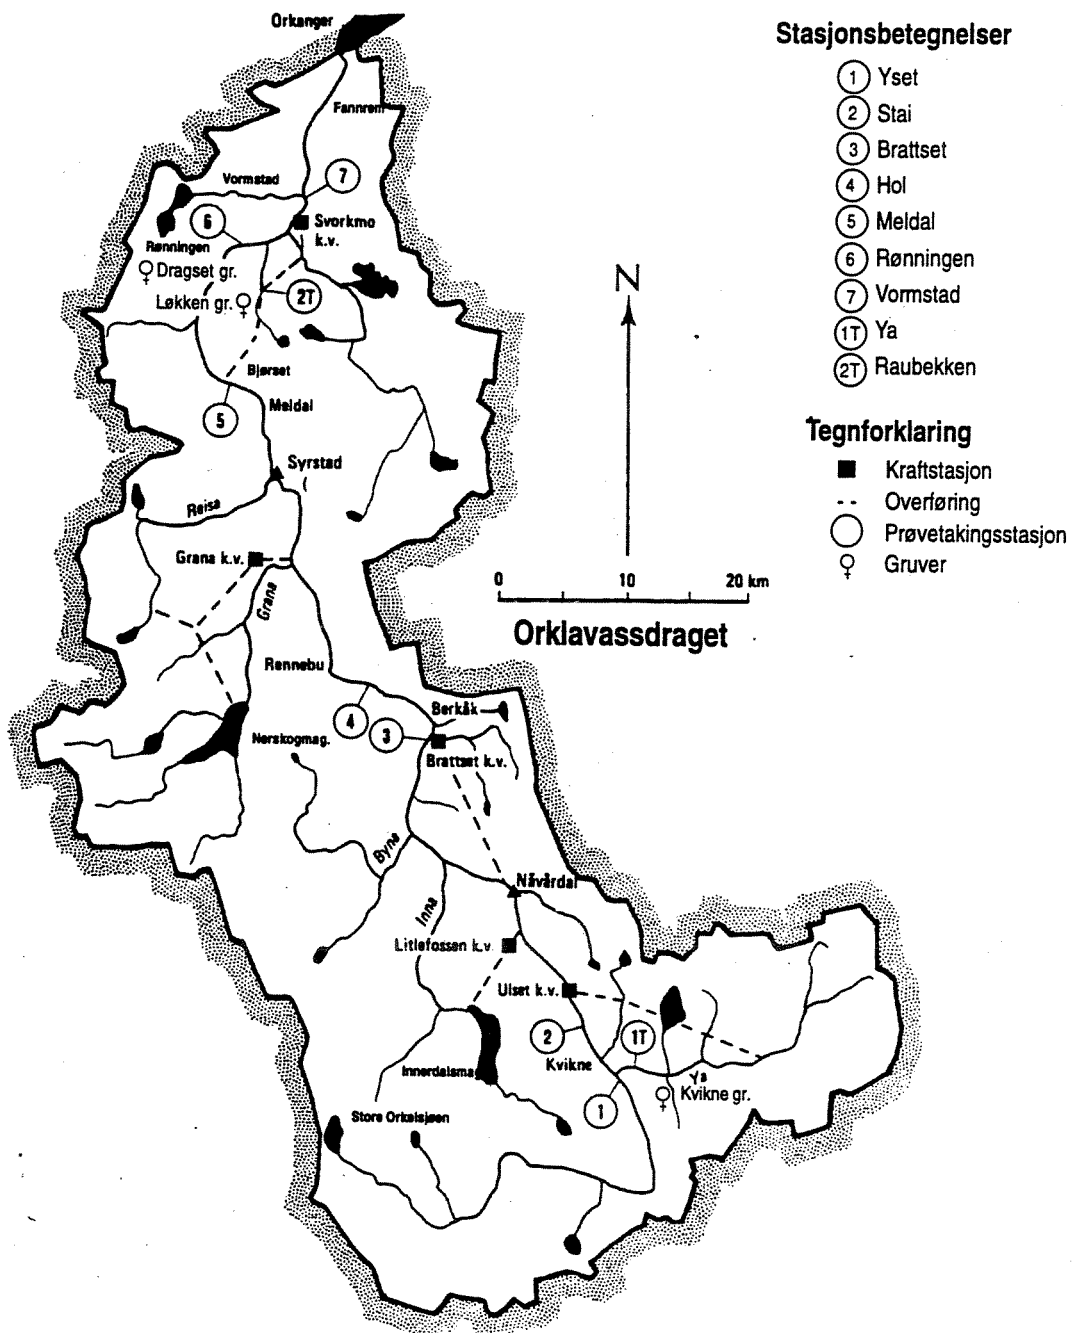 Orkanger
Fannrem
Vormstad
7
6
Svorkmo
k.v.
Rønningen
Dragset gr.
Løkken gr.
2T
Bjørset
Meldal
5
Syrstad
Reisa
Grana k.v.
Grana
Rennebu
Berkåk
4
3
Nerskogmag.
Brattset k.v.
Byna
Nåvårdal
Inna
Litlefossen k.v.
Ulset k.v.
2
1T
Kvikne
Innerdalsma
Ya
Kvikne gr.
1
Store Orkelsjøen
Stasjonsbetegnelser
1 Yset
2 Stai
3 Brattset
4 Hol
5 Meldal
6 Rønningen
7 Vormstad
1T Ya
2T Raubekken
Tegnforklaring
Kraftstasjon
Overføring
Prøvetakingsstasjon
Gruver
N
0 10 20 km
Orklavassdraget